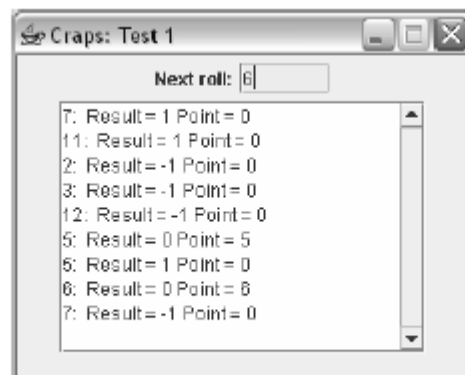 Craps: Test 1
Next roll: 6
7: Result= 1 Point= 0
11: Result= 1 Point= 0
2: Result= -1 Point= 0
3: Result= -1 Point= 0
12: Result= -1 Point= 0
5: Result= 0 Point= 5
5: Result= 1 Point= 0
6: Result= 0 Point= 6
7: Result= -1 Point= 0